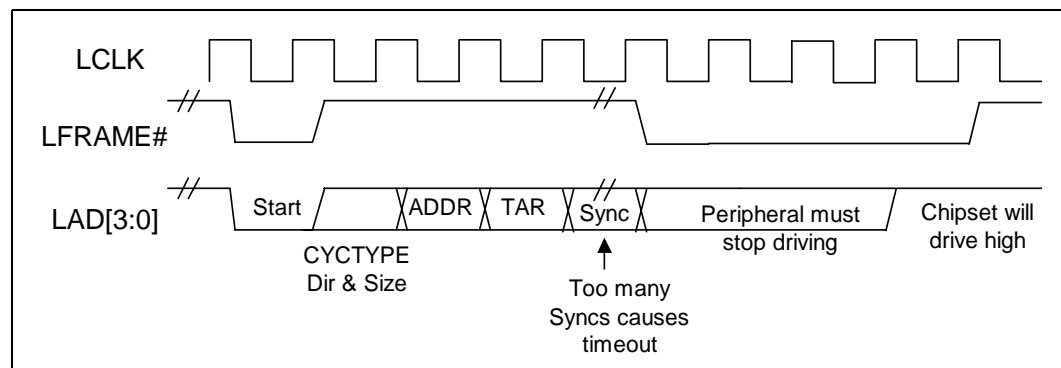 LCLK
LFRAME#
LAD[3:0]
Start
CYCTYPE
Dir & Size
ADDR
TAR
Sync
Too many
Syncs causes
timeout
Peripheral must
stop driving
Chipset will
drive high